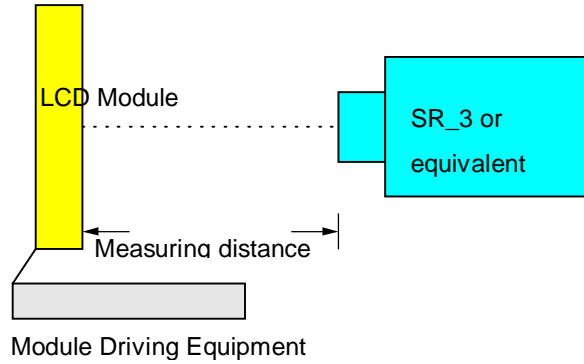 LCD Module
SR_3 or
equivalent
Measuring distance
Module Driving Equipment